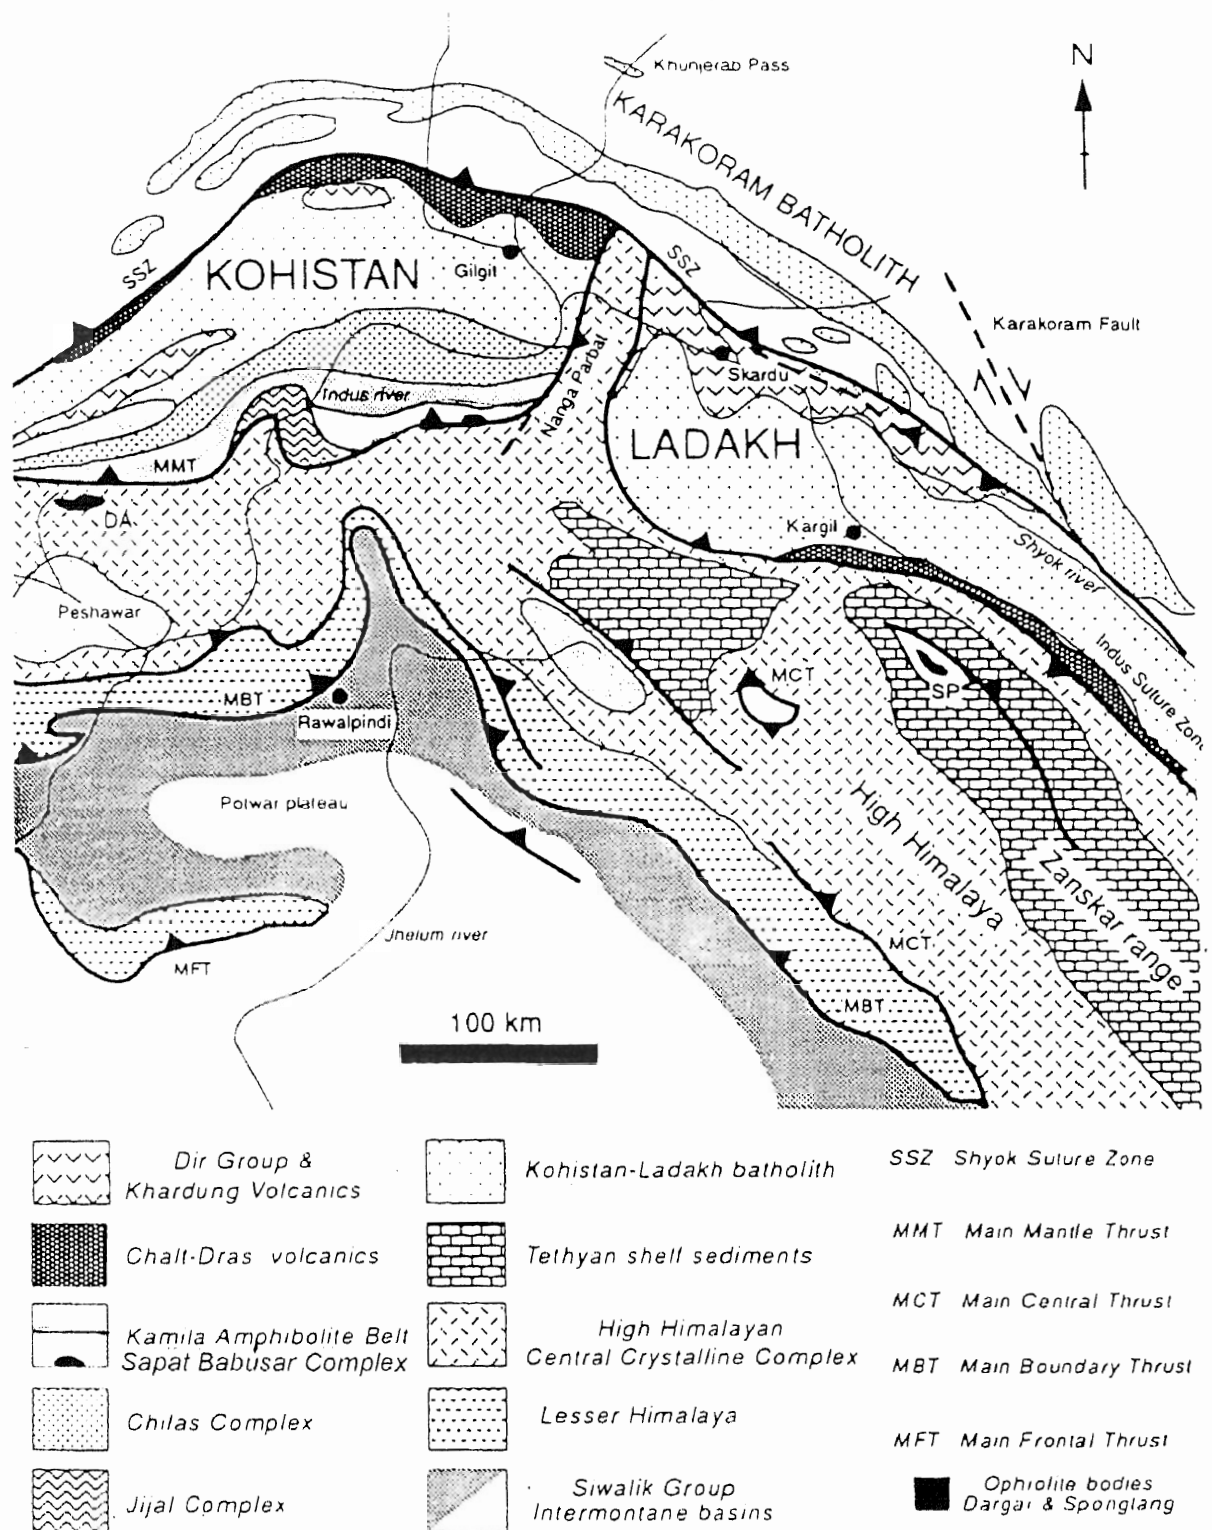 Khunjerab Pass
N
KARAKORAM BATHOLITH
SSZ
KOHISTAN
Gilgit
SSZ
Karakoram Fault
Nanga Parbat
Skardu
Indus river
LADAKH
MMT
DA
Kargil
Shyok river
Peshawar
Indus Suture Zone
MCT
SP
MBT
Rawalpindi
Potwar plateau
High Himalaya
Zanskar range
Jhelum river
MCT
MFT
MBT
100 km
Dir Group &
Khardung Volcanics
Chalt-Dras volcanics
Kamila Amphibolite Belt
Sapat Babusar Complex
Chilas Complex
Jijal Complex
Kohistan-Ladakh batholith
Tethyan shelf sediments
High Himalayan
Central Crystalline Complex
Lesser Himalaya
Siwalik Group
Intermontane basins
SSZ Shyok Suture Zone
MMT Main Mantle Thrust
MCT Main Central Thrust
MBT Main Boundary Thrust
MFT Main Frontal Thrust
Ophiolite bodies
Dargai & Spongtang